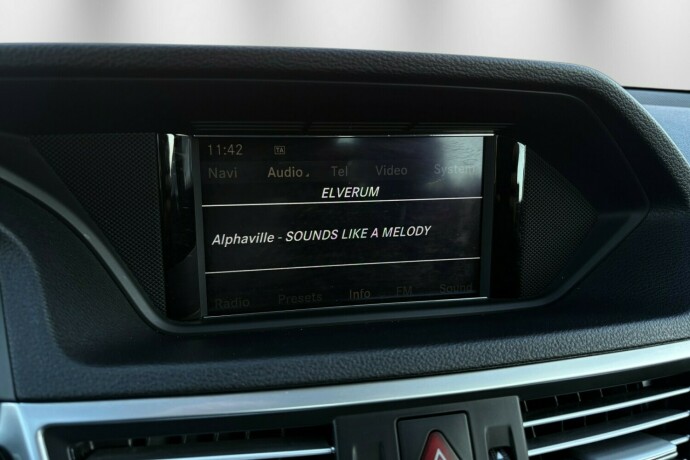 11:42 TA
Navi Audio Tel Video System
ELVERUM
Alphaville - SOUNDS LIKE A MELODY
Radio Presets Info FM Sound